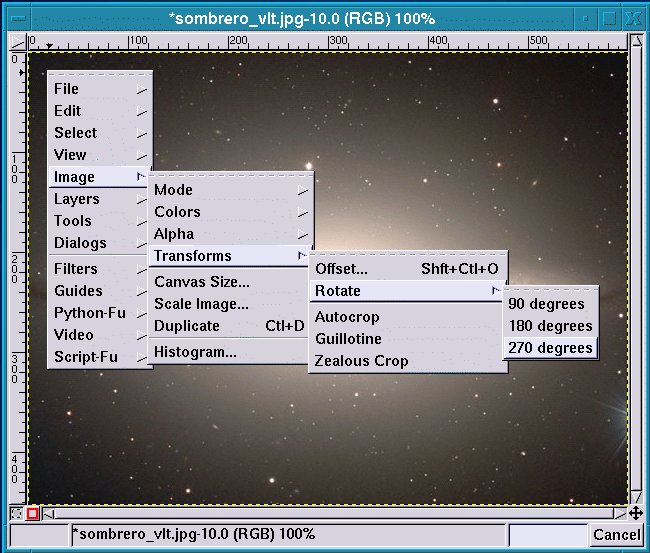 *sombrero_vlt.jpg-10.0 (RGB) 100%
0 100 200 300 400 500
0
100
200
300
400
File
Edit
Select
View
Image
Layers
Tools
Dialogs
Filters
Guides
Python-Fu
Video
Script-Fu
Mode
Colors
Alpha
Transforms
Canvas Size...
Scale Image...
Duplicate Ctl+D
Histogram...
Offset... Shft+Ctl+O
Rotate
Autocrop
Guillotine
Zealous Crop
90 degrees
180 degrees
270 degrees
*sombrero_vlt.jpg-10.0 (RGB) 100%
Cancel